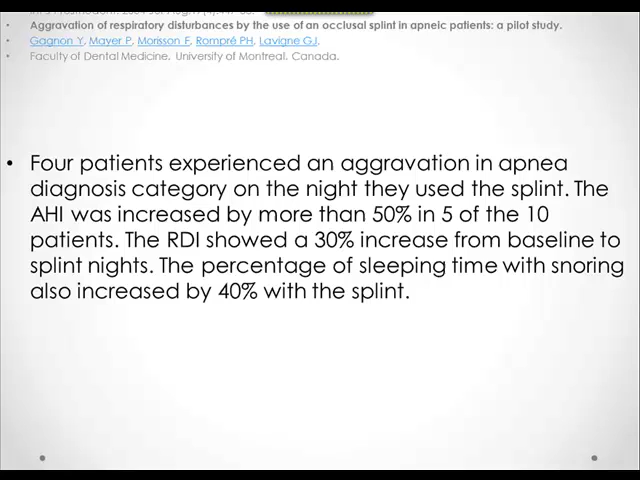 Aggravation of respiratory disturbances by the use of an occlusal splint in apneic patients: a pilot study.
Gagnon Y, Mayer P, Morisson F, Rompré PH, Lavigne GJ.
Faculty of Dental Medicine, University of Montreal, Canada.
• Four patients experienced an aggravation in apnea
diagnosis category on the night they used the splint. The
AHI was increased by more than 50% in 5 of the 10
patients. The RDI showed a 30% increase from baseline to
splint nights. The percentage of sleeping time with snoring
also increased by 40% with the splint.